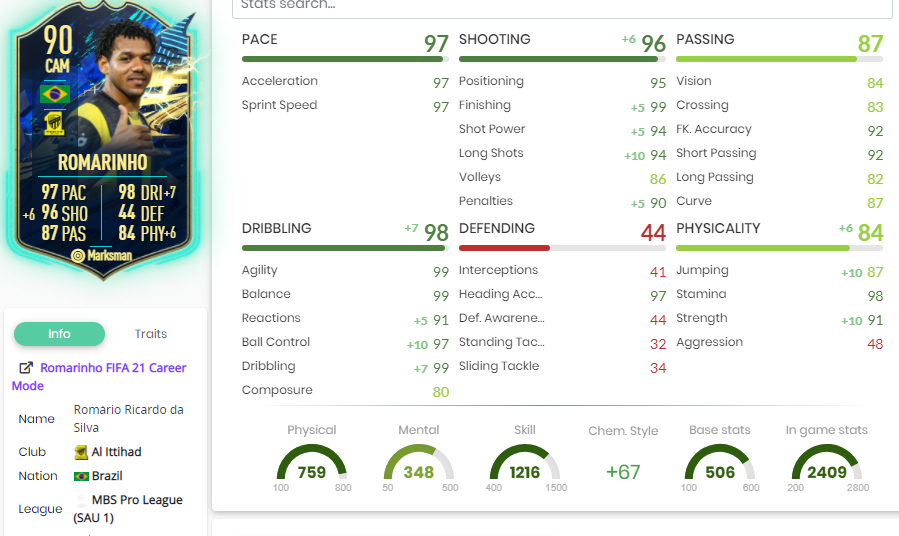 Stats search...
90
CAM
ROMARINHO
97 PAC 98 DRI+7
+6 96 SHO 44 DEF
87 PAS 84 PHY+6
Marksman
Info Traits
Romarinho FIFA 21 Career
Mode
Name Romário Ricardo da
Silva
Club Al Ittihad
Nation Brazil
League MBS Pro League
(SAU 1)
PACE 97
Acceleration 97
Sprint Speed 97
SHOOTING +6 96
Positioning 95
Finishing +5 99
Shot Power +5 94
Long Shots +10 94
Volleys 86
Penalties +5 90
PASSING 87
Vision 84
Crossing 83
FK. Accuracy 92
Short Passing 92
Long Passing 82
Curve 87
DRIBBLING +7 98
Agility 99
Balance 99
Reactions +5 91
Ball Control +10 97
Dribbling +7 99
Composure 80
DEFENDING 44
Interceptions 41
Heading Acc... 97
Def. Awarene... 44
Standing Tac... 32
Sliding Tackle 34
PHYSICALITY +6 84
Jumping +10 87
Stamina 98
Strength +10 91
Aggression 48
Physical Mental Skill Chem. Style Base stats In game stats
759 348 1216 +67 506 2409
100 800 50 500 400 1500 100 600 200 2800